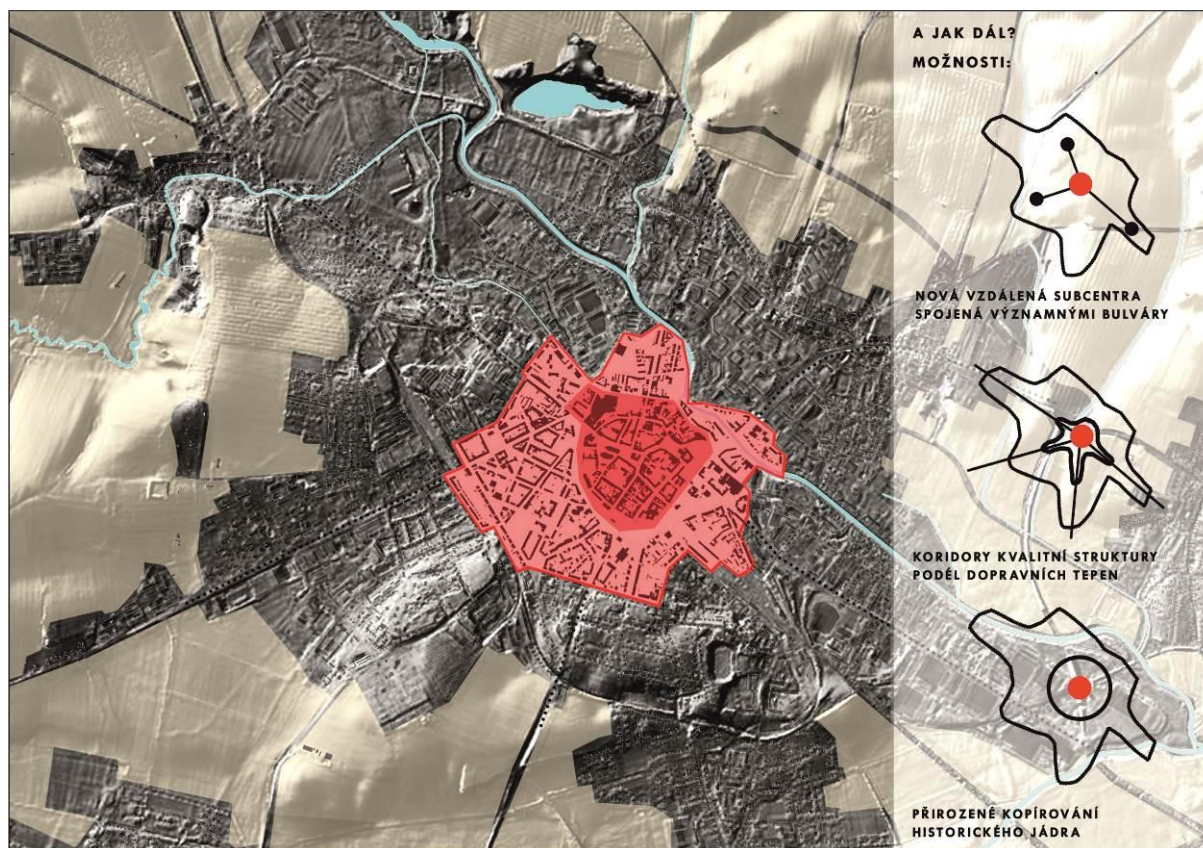 A JAK DÁL?
MOŽNOSTI:
NOVÁ VZDÁLENÁ SUBCENTRA
SPOJENÁ VÝZNAMNÝMI BULVÁRY
KORIDORY KVALITNÍ STRUKTURY
PODÉL DOPRAVNÍCH TEPEN
PŘIROZENÉ KOPÍROVÁNÍ
HISTORICKÉHO JÁDRA